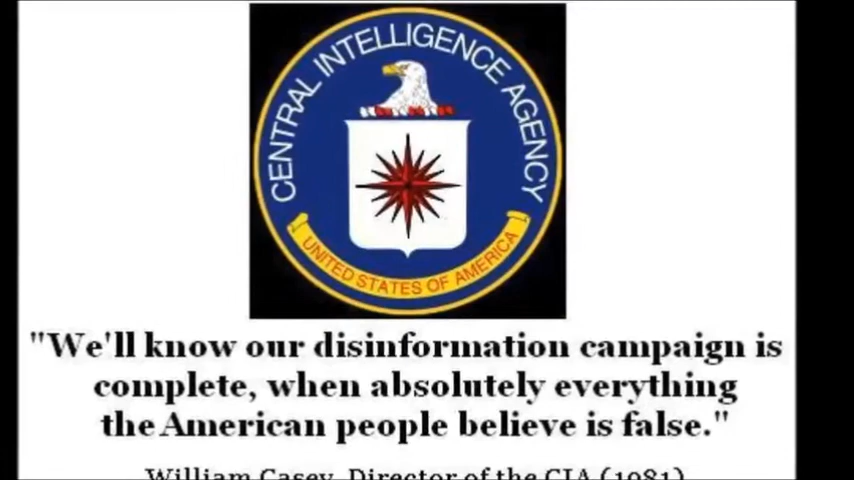 CENTRAL INTELLIGENCE AGENCY
UNITED STATES OF AMERICA
"We'll know our disinformation campaign is
complete, when absolutely everything
the American people believe is false."
William Casey, Director of the CIA (1981)